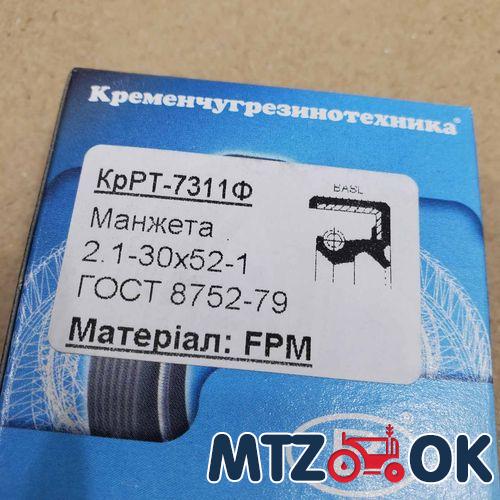 Кременчугрезинотехника®
КрРТ-7311Ф
BASL
Манжета
2.1-30x52-1
ГОСТ 8752-79
Матеріал: FPM
MTZ OK